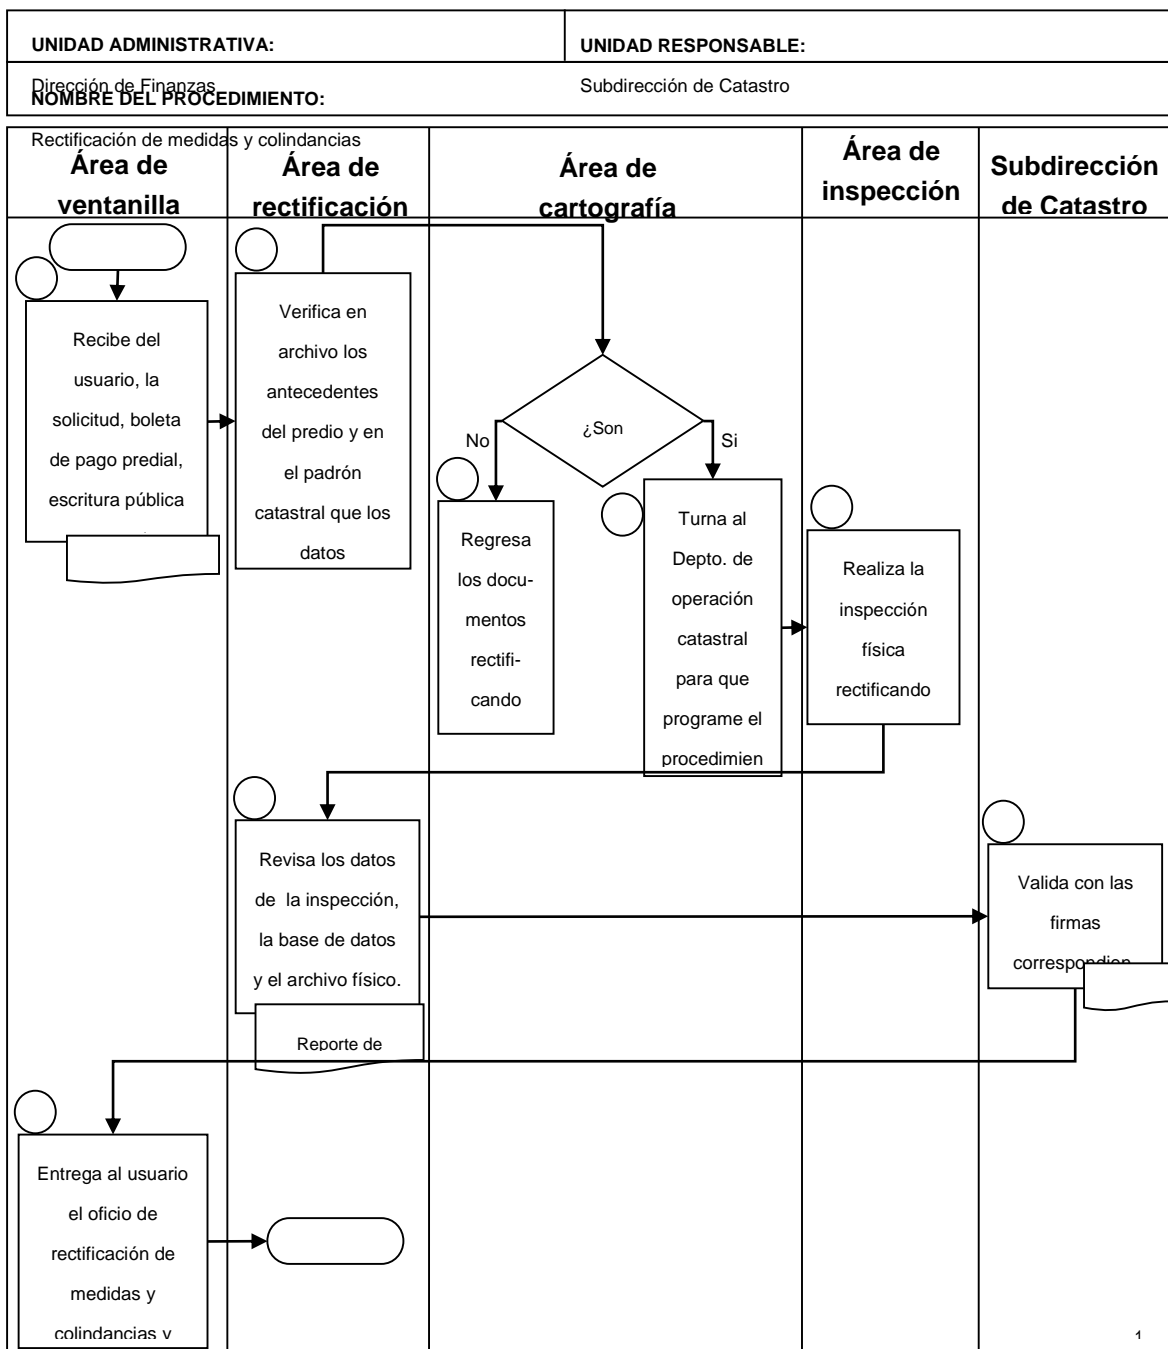 UNIDAD ADMINISTRATIVA:
UNIDAD RESPONSABLE:
Dirección de Finanzas
Subdirección de Catastro
NOMBRE DEL PROCEDIMIENTO:
Rectificación de medidas y colindancias
Área de
ventanilla
Área de
rectificación
Área de
cartografía
Área de
inspección
Subdirección
de Catastro
Recibe del
usuario, la
solicitud, boleta
de pago predial,
escritura pública
Verifica en
archivo los
antecedentes
del predio y en
el padrón
catastral que los
datos
¿Son
No
Si
Regresa
los docu-
mentos
rectifi-
cando
Turna al
Depto. de
operación
catastral
para que
programe el
procedimien
Realiza la
inspección
física
rectificando
Revisa los datos
de la inspección,
la base de datos
y el archivo físico.
Reporte de
Valida con las
firmas
correspondien
Entrega al usuario
el oficio de
rectificación de
medidas y
colindancias y
1